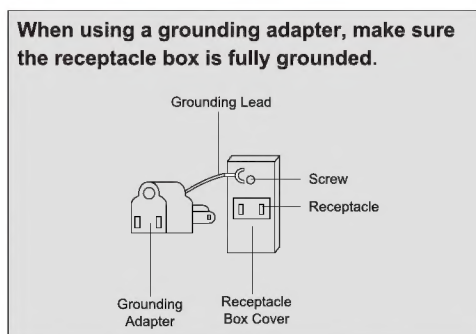 When using a grounding adapter, make sure
the receptacle box is fully grounded.
Grounding Lead
Screw
Receptacle
Grounding
Adapter
Receptacle
Box Cover